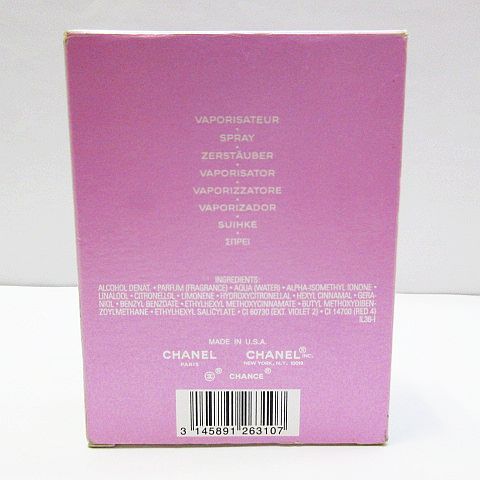 VAPORISATEUR
•
SPRAY
•
ZERSTÄUBER
•
VAPORISATOR
•
VAPORIZZATORE
•
VAPORIZADOR
•
SUIHKE
•
ΣΠΡΕΙ
INGREDIENTS:
ALCOHOL DENAT. • PARFUM (FRAGRANCE) • AQUA (WATER) • ALPHA-ISOMETHYL IONONE •
LINALOOL • CITRONELLOL • LIMONENE • HYDROXYCITRONELLAL • HEXYL CINNAMAL • GERA-
NIOL • BENZYL BENZOATE • ETHYLHEXYL METHOXYCINNAMATE • BUTYL METHOXYDIBEN-
ZOYLMETHANE • ETHYLHEXYL SALICYLATE • CI 60730 (EXT. VIOLET 2) • CI 14700 (RED 4)
IL36-I
MADE IN U.S.A.
CHANEL® CHANEL® INC.
PARIS NEW YORK, N.Y. 10019
® CHANCE®
3 145891 263107